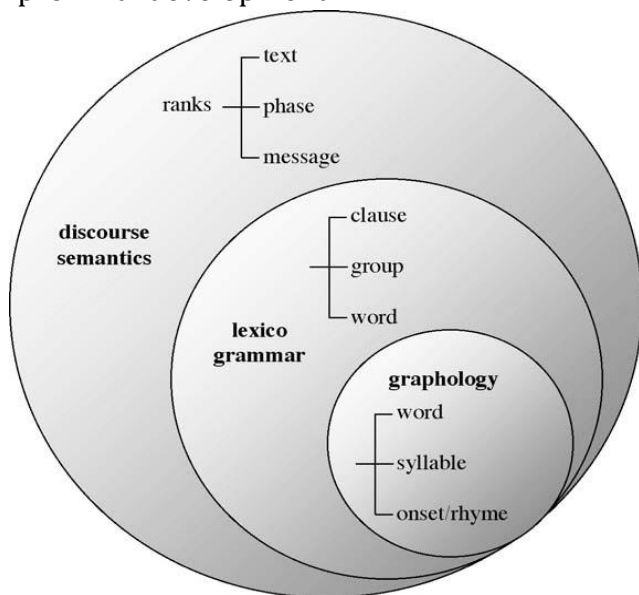 text
ranks
phase
message
discourse
semantics
clause
group
word
lexico
grammar
graphology
word
syllable
onset/rhyme